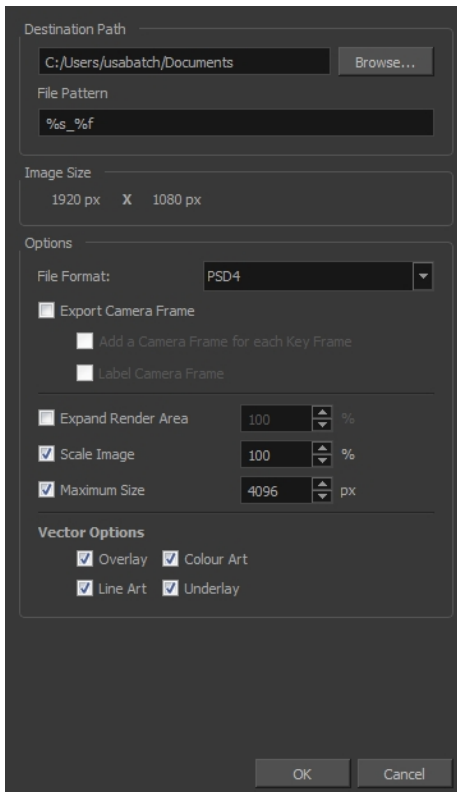 Destination Path
C:/Users/usabatch/Documents Browse...
File Pattern
%s_%f
Image Size
1920 px X 1080 px
Options
File Format: PSD4
Export Camera Frame
Add a Camera Frame for each Key Frame
Label Camera Frame
Expand Render Area 100 %
Scale Image 100 %
Maximum Size 4096 px
Vector Options
Overlay Colour Art
Line Art Underlay
OK Cancel